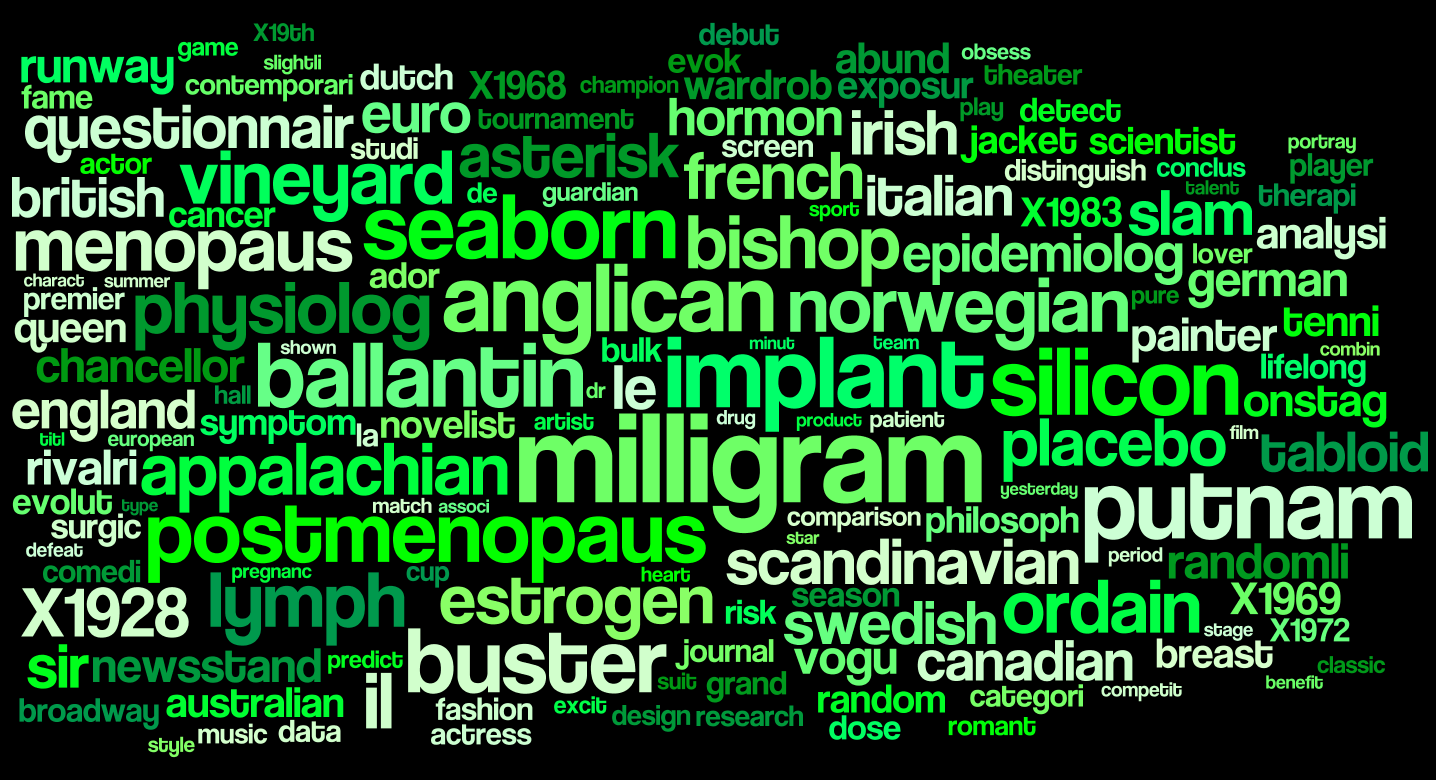 X19th
debut
game
runway
slightli
evok
abund
obsess
contemporari
dutch
X1968
champion
wardrob
exposur
theater
fame
euro
tournament
hormon
play
detect
questionnair
studi
asterisk
screen
irish
jacket
scientist
portray
actor
vineyard
de
guardian
french
distinguish
conclus
player
british
cancer
seaborn
sport
italian
talent
therapi
X1983
slam
menopaus
bishop
epidemiolog
lover
analysi
charact
summer
ador
anglican
norwegian
pure
german
premier
physiolog
queen
painter
tenni
shown
bulk
minut
team
combin
chancellor
ballantin
dr
le
implant
silicon
lifelong
hall
onstag
england
symptom
la
novelist
artist
drug
product
patient
placebo
film
tabloid
titl
european
rivalri
appalachian
milligram
yesterday
evolut
type
match
associ
putnam
surgic
postmenopaus
comparison
philosoph
star
defeat
scandinavian
period
randomli
comedi
pregnanc
cup
heart
X1928
lymph
estrogen
risk
season
swedish
ordain
X1969
stage
X1972
sir
newsstand
predict
buster
journal
vogu
canadian
breast
classic
suit
grand
benefit
broadway
australian
il
fashion
excit
design
research
random
categori
competit
style
music
data
actress
dose
romant